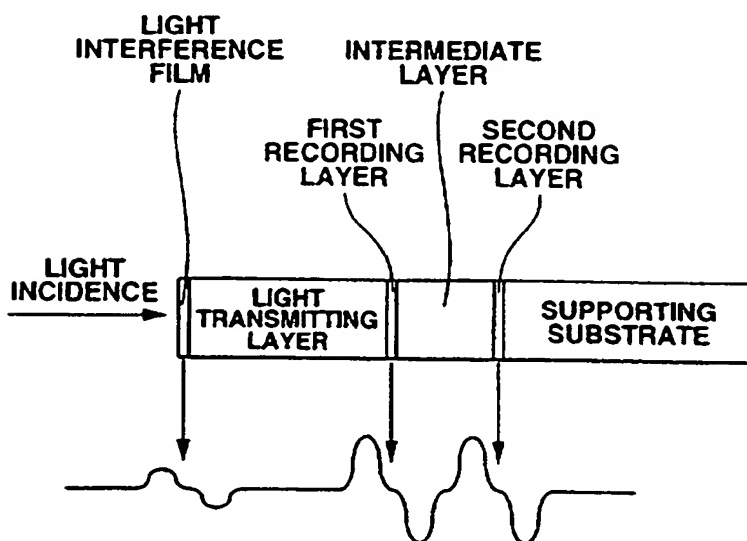 LIGHT
INTERFERENCE
FILM
INTERMEDIATE
LAYER
FIRST
RECORDING
LAYER
SECOND
RECORDING
LAYER
LIGHT
INCIDENCE
LIGHT
TRANSMITTING
LAYER
SUPPORTING
SUBSTRATE